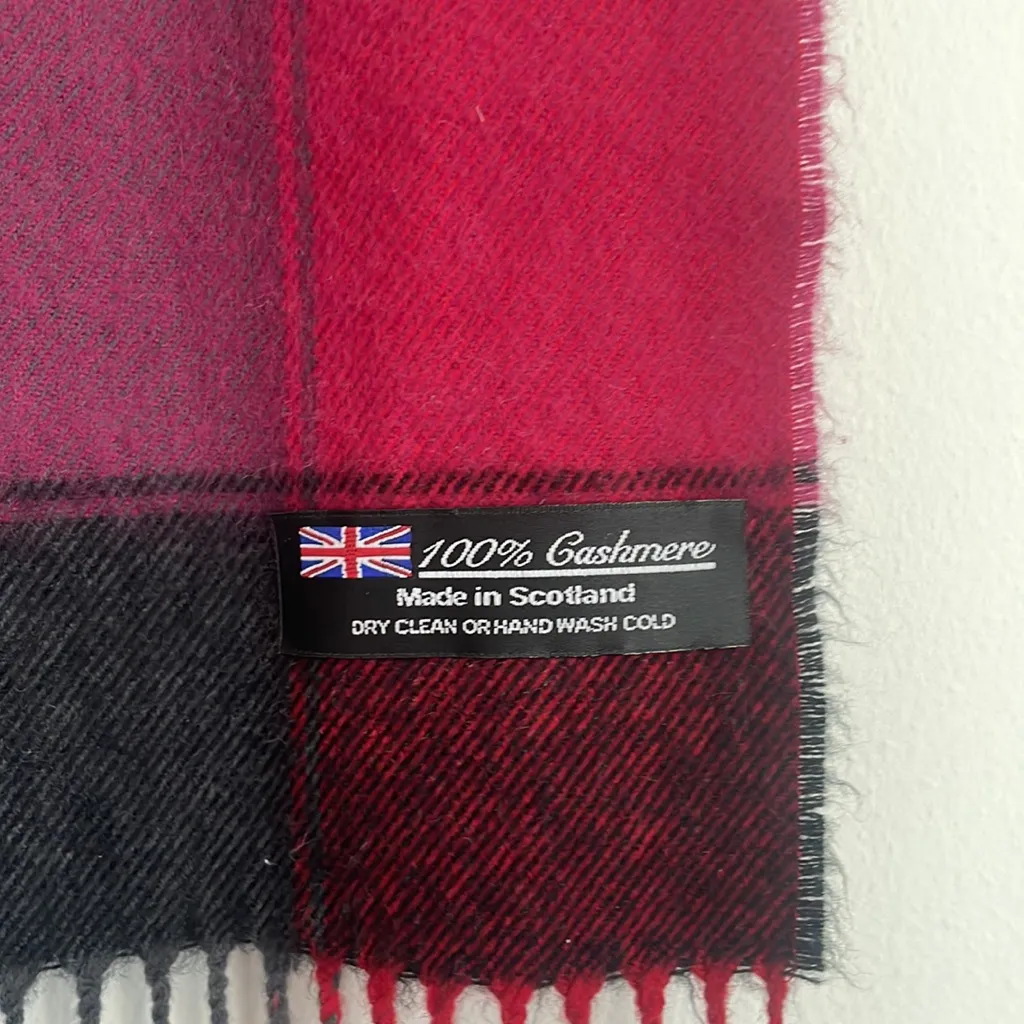 100% Cashmere
Made in Scotland
DRY CLEAN OR HAND WASH COLD